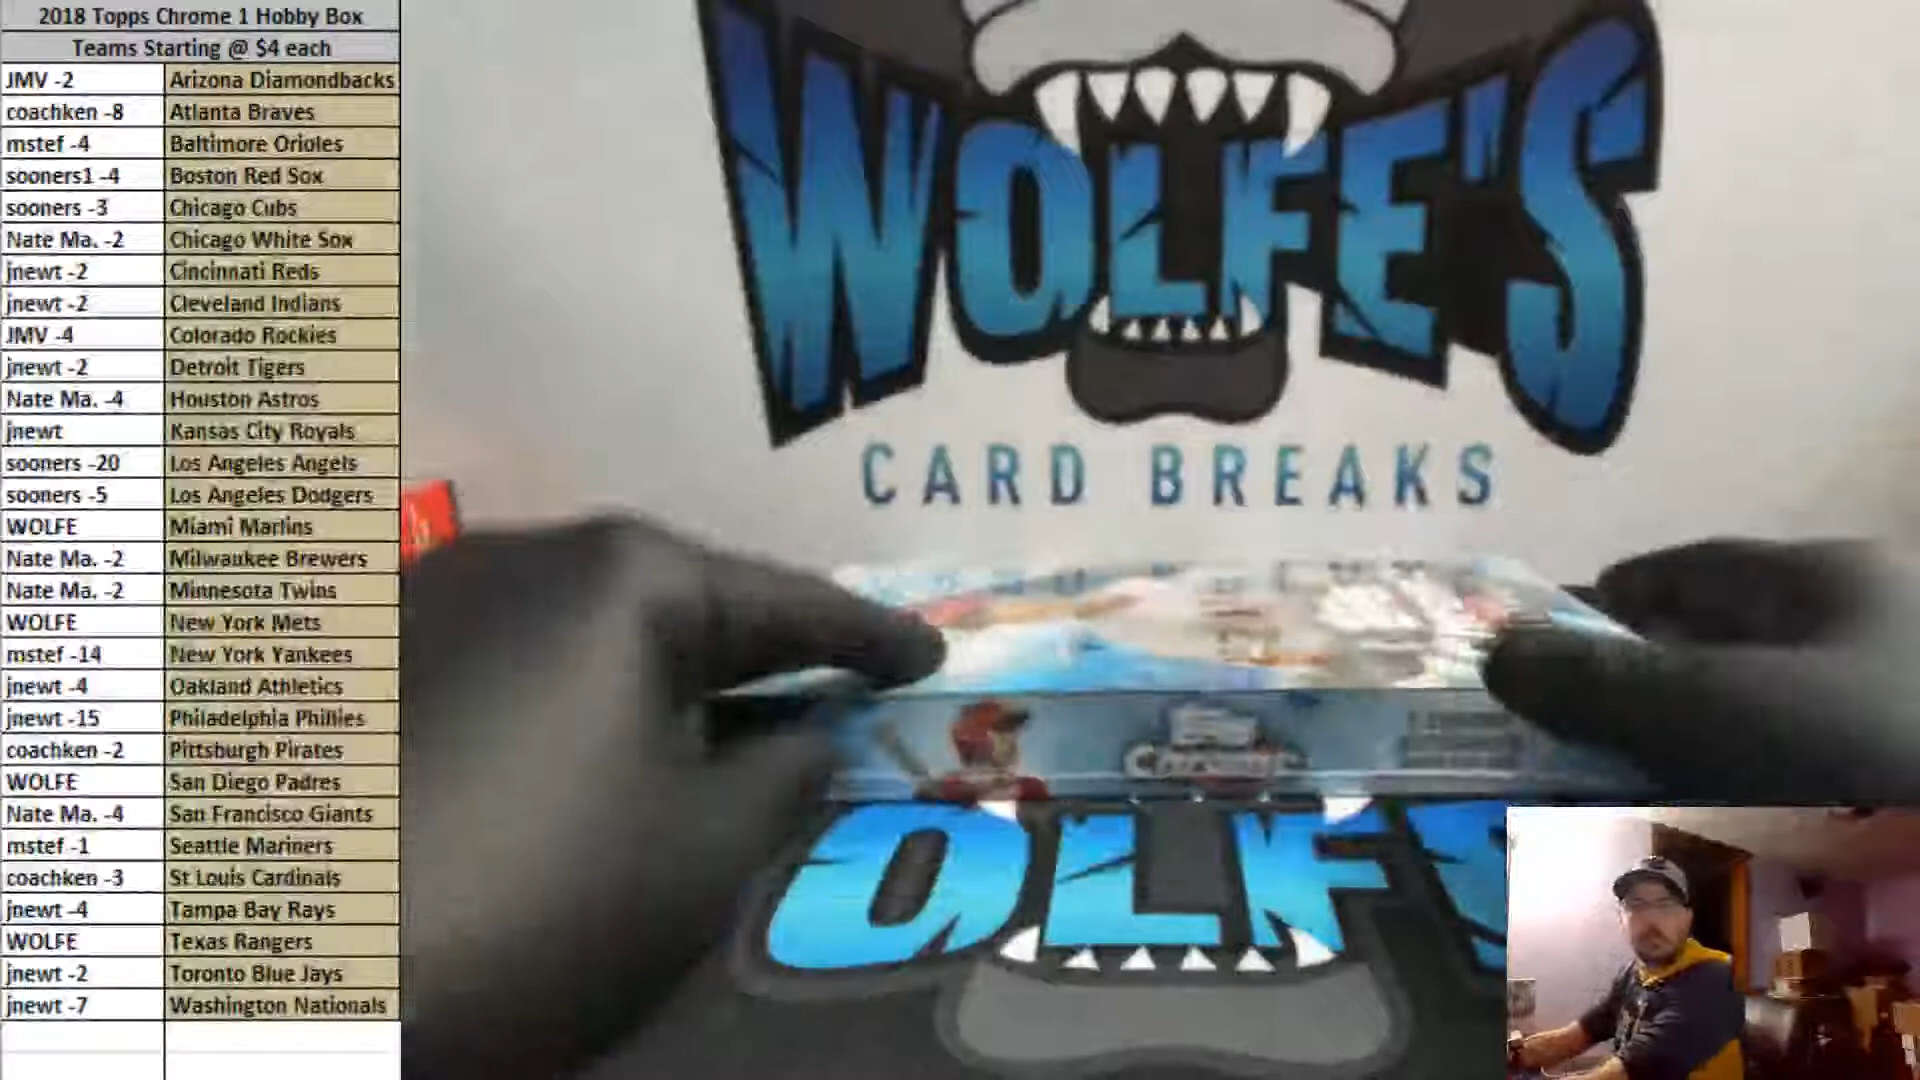 2018 Topps Chrome 1 Hobby Box
Teams Starting @ $4 each
JMV -2 Arizona Diamondbacks
coachken -8 Atlanta Braves
mstef -4 Baltimore Orioles
sooners1 -4 Boston Red Sox
sooners -3 Chicago Cubs
Nate Ma. -2 Chicago White Sox
jnewt -2 Cincinnati Reds
jnewt -2 Cleveland Indians
JMV -4 Colorado Rockies
jnewt -2 Detroit Tigers
Nate Ma. -4 Houston Astros
jnewt Kansas City Royals
sooners -20 Los Angeles Angels
sooners -5 Los Angeles Dodgers
WOLFE Miami Marlins
Nate Ma. -2 Milwaukee Brewers
Nate Ma. -2 Minnesota Twins
WOLFE New York Mets
mstef -14 New York Yankees
jnewt -4 Oakland Athletics
jnewt -15 Philadelphia Phillies
coachken -2 Pittsburgh Pirates
WOLFE San Diego Padres
Nate Ma. -4 San Francisco Giants
mstef -1 Seattle Mariners
coachken -3 St Louis Cardinals
jnewt -4 Tampa Bay Rays
WOLFE Texas Rangers
jnewt -2 Toronto Blue Jays
jnewt -7 Washington Nationals
WOLFE'S
CARD BREAKS
Chrome
OLF